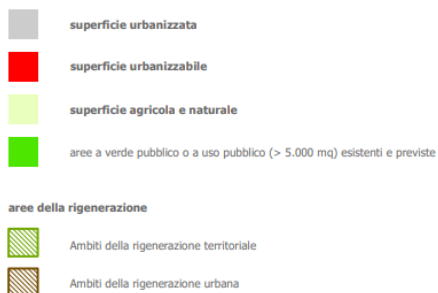 superficie urbanizzata
superficie urbanizzabile
superficie agricola e naturale
aree a verde pubblico o a uso pubblico (> 5.000 mq) esistenti e previste
aree della rigenerazione
Ambiti della rigenerazione territoriale
Ambiti della rigenerazione urbana